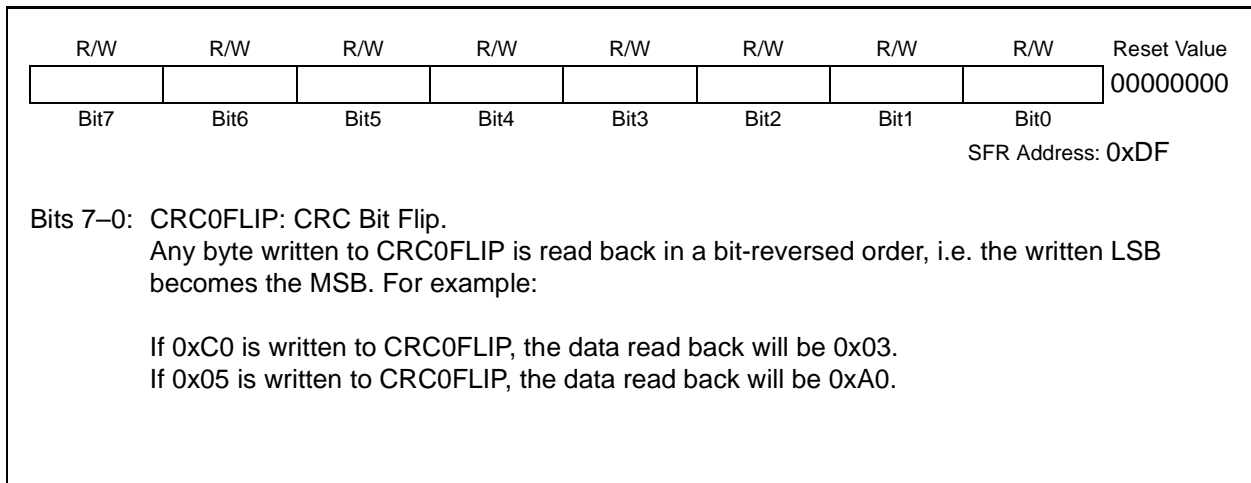 R/W R/W R/W R/W R/W R/W R/W R/W Reset Value
00000000
Bit7 Bit6 Bit5 Bit4 Bit3 Bit2 Bit1 Bit0
SFR Address: 0xDF
Bits 7–0: CRC0FLIP: CRC Bit Flip.
Any byte written to CRC0FLIP is read back in a bit-reversed order, i.e. the written LSB
becomes the MSB. For example:
If 0xC0 is written to CRC0FLIP, the data read back will be 0x03.
If 0x05 is written to CRC0FLIP, the data read back will be 0xA0.